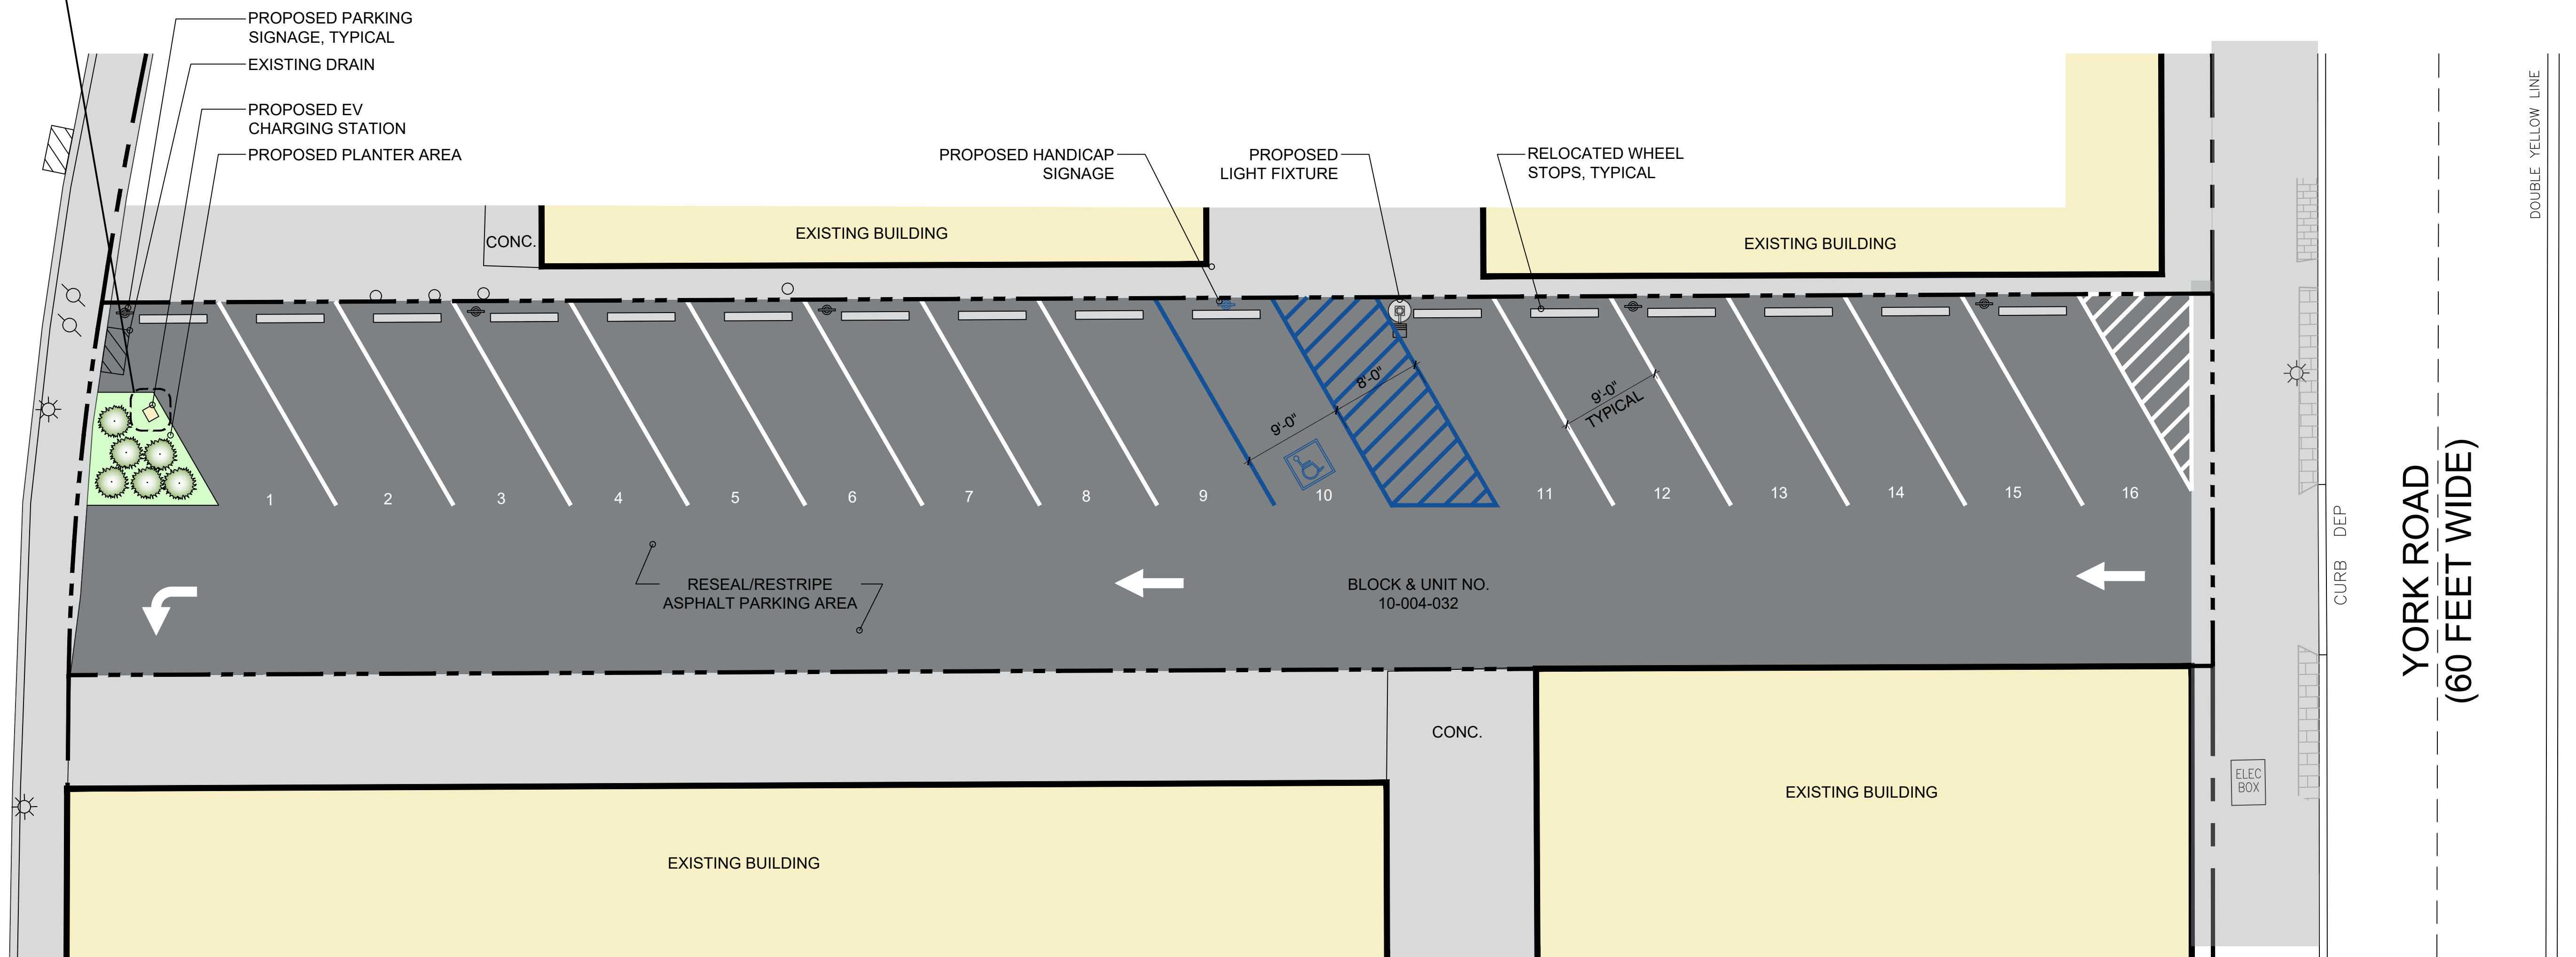 PROPOSED PARKING
SIGNAGE, TYPICAL
EXISTING DRAIN
PROPOSED EV
CHARGING STATION
PROPOSED PLANTER AREA
PROPOSED HANDICAP
SIGNAGE
PROPOSED
LIGHT FIXTURE
RELOCATED WHEEL
STOPS, TYPICAL
DOUBLE YELLOW LINE
CONC.
EXISTING BUILDING
EXISTING BUILDING
8'-0"
9'-0"
9'-0"
TYPICAL
1
2
3
4
5
6
7
8
9
10
11
12
13
14
15
16
RESEAL/RESTRIPE
ASPHALT PARKING AREA
BLOCK & UNIT NO.
10-004-032
CURB DEP
YORK ROAD
(60 FEET WIDE)
CONC.
ELEC
BOX
EXISTING BUILDING
EXISTING BUILDING